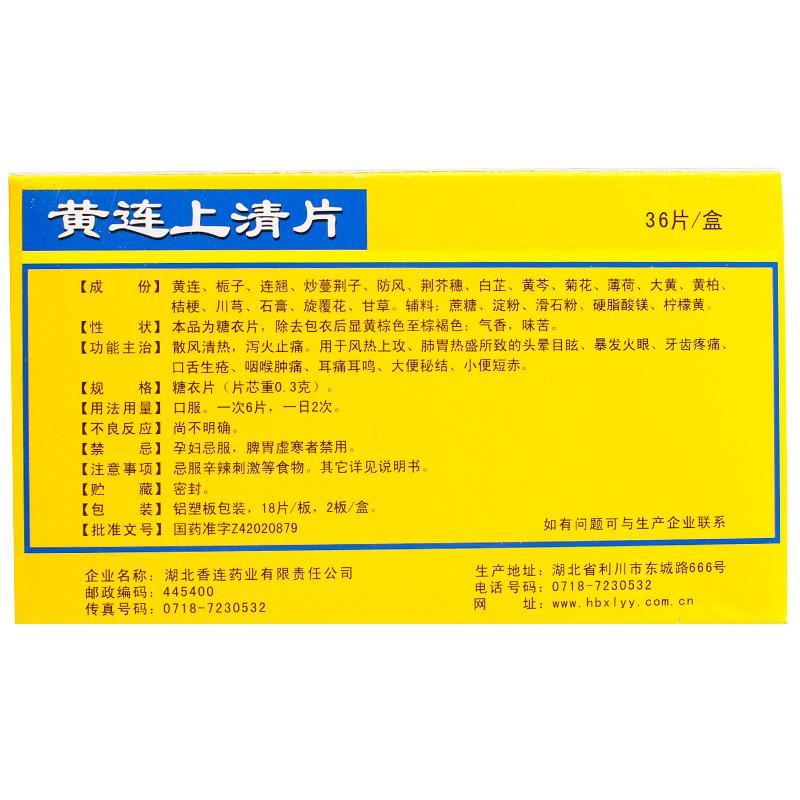 黄连上清片
36片/盒
【成份】黄连、栀子、连翘、炒蔓荆子、防风、荆芥穗、白芷、黄芩、菊花、薄荷、大黄、黄柏、
桔梗、川芎、石膏、旋覆花、甘草。辅料：蔗糖、淀粉、滑石粉、硬脂酸镁、柠檬黄。
【性状】本品为糖衣片，除去包衣后显黄棕色至棕褐色；气香，味苦。
【功能主治】散风清热，泻火止痛。用于风热上攻、肺胃热盛所致的头晕目眩、暴发火眼、牙齿疼痛、
口舌生疮、咽喉肿痛、耳痛耳鸣、大便秘结、小便短赤。
【规格】糖衣片（片芯重0.3克）。
【用法用量】口服。一次6片，一日2次。
【不良反应】尚不明确。
【禁忌】孕妇忌服，脾胃虚寒者禁用。
【注意事项】忌服辛辣刺激等食物。其它详见说明书。
【贮藏】密封。
【包装】铝塑板包装，18片/板，2板/盒。
【批准文号】国药准字Z42020879
如有问题可与生产企业联系
企业名称：湖北香连药业有限责任公司
邮政编码：445400
传真号码：0718-7230532
生产地址：湖北省利川市东城路666号
电话号码：0718-7230532
网址：www.hbxlyy.com.cn